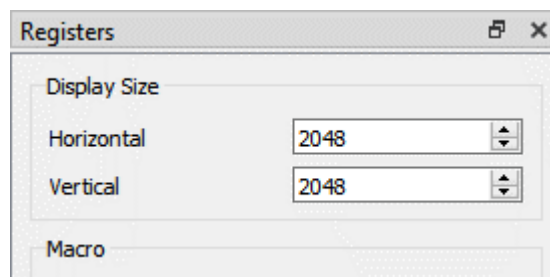 Registers
Display Size
Horizontal 2048
Vertical 2048
Macro